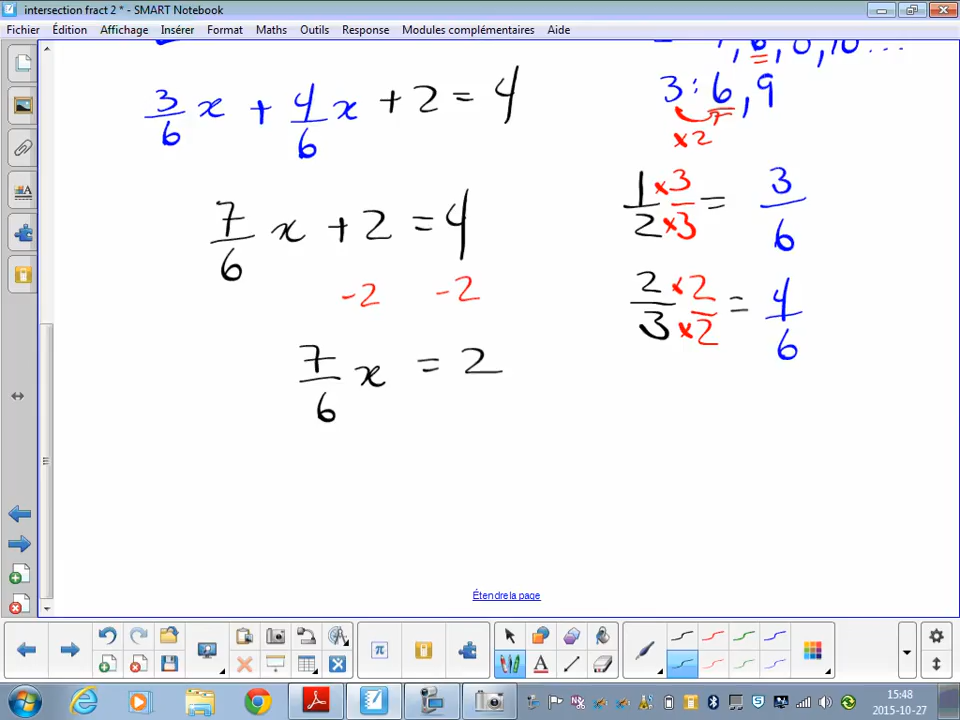 intersection fract 2 * - SMART Notebook
Fichier Édition Affichage Insérer Format Maths Outils Response Modules complémentaires Aide
3/6 x + 4/6 x + 2 = 4
7/6 x + 2 = 4
-2 -2
7/6 x = 2
3 : 6, 9
×2
1/2 ×3/×3 = 3/6
2/3 ×2/×2 = 4/6
Étendre la page
15:48
2015-10-27